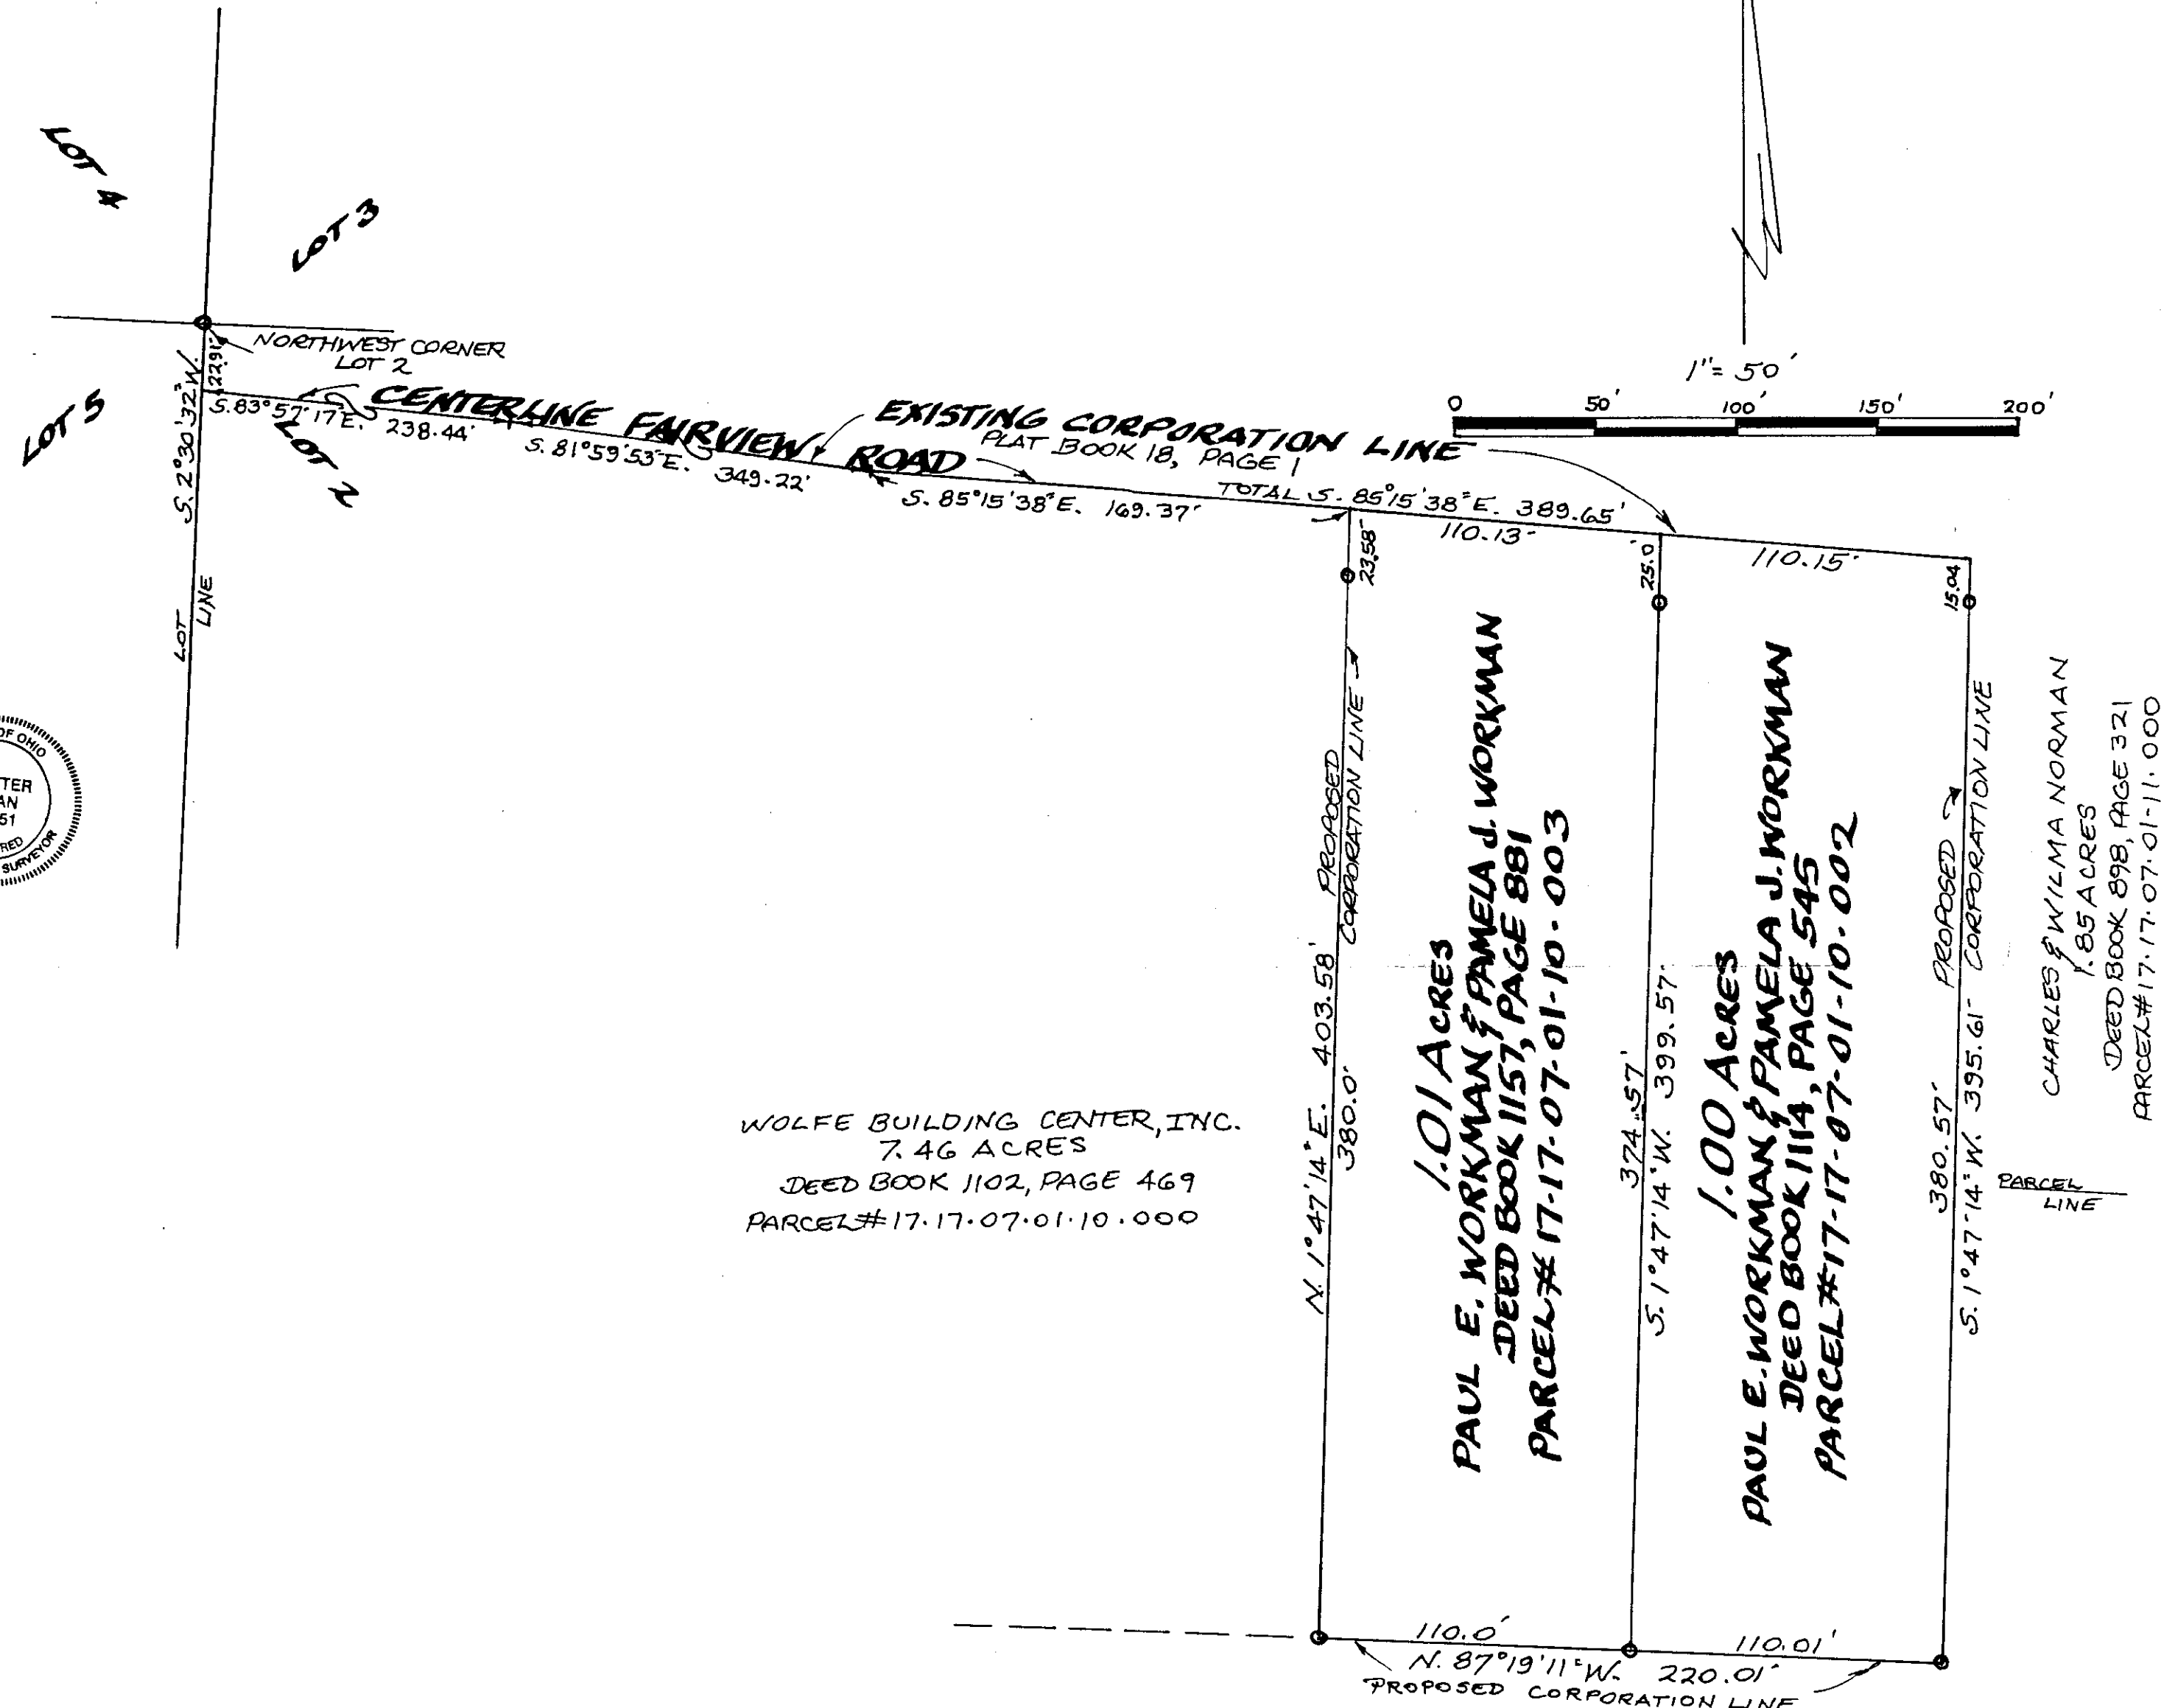 LOT 4
LOT 3
LOT 5
LOT 2
NORTHWEST CORNER
LOT 2
22.91'
S. 2°30'32" W.
LOT
LINE
CENTERLINE FAIRVIEW ROAD
S. 83°57'17" E. 238.44'
S. 81°59'53" E. 349.22'
S. 85°15'38" E. 169.37'
EXISTING CORPORATION LINE
PLAT BOOK 18, PAGE 1
TOTAL S. 85°15'38" E. 389.65'
110.13'
110.15'
1" = 50'
0 50' 100' 150' 200'
23.58'
25.0'
15.04
OF OHIO
TER
AN
51
RED
SURVEYOR
N. 1°47'14" E. 403.58'
380.0'
PROPOSED
CORPORATION LINE
1.01 ACRES
PAUL E. WORKMAN & PAMELA J. WORKMAN
DEED BOOK 1157, PAGE 881
PARCEL# 17-17-07-01-10-003
374.57'
S. 1°47'14" W. 399.57'
1.00 ACRES
PAUL E. WORKMAN & PAMELA J. WORKMAN
DEED BOOK 1114, PAGE 545
PARCEL# 17-17-07-01-10-002
380.57'
PROPOSED
S. 1°47'14" W. 395.61'
CORPORATION LINE
CHARLES & WILMA NORMAN
1.85 ACRES
DEED BOOK 898, PAGE 321
PARCEL# 17.17.07.01-11.000
PARCEL
LINE
WOLFE BUILDING CENTER, INC.
7.46 ACRES
DEED BOOK 1102, PAGE 469
PARCEL# 17.17.07.01.10.000
110.0'
110.01'
N. 87°19'11" W. 220.01'
PROPOSED CORPORATION LINE